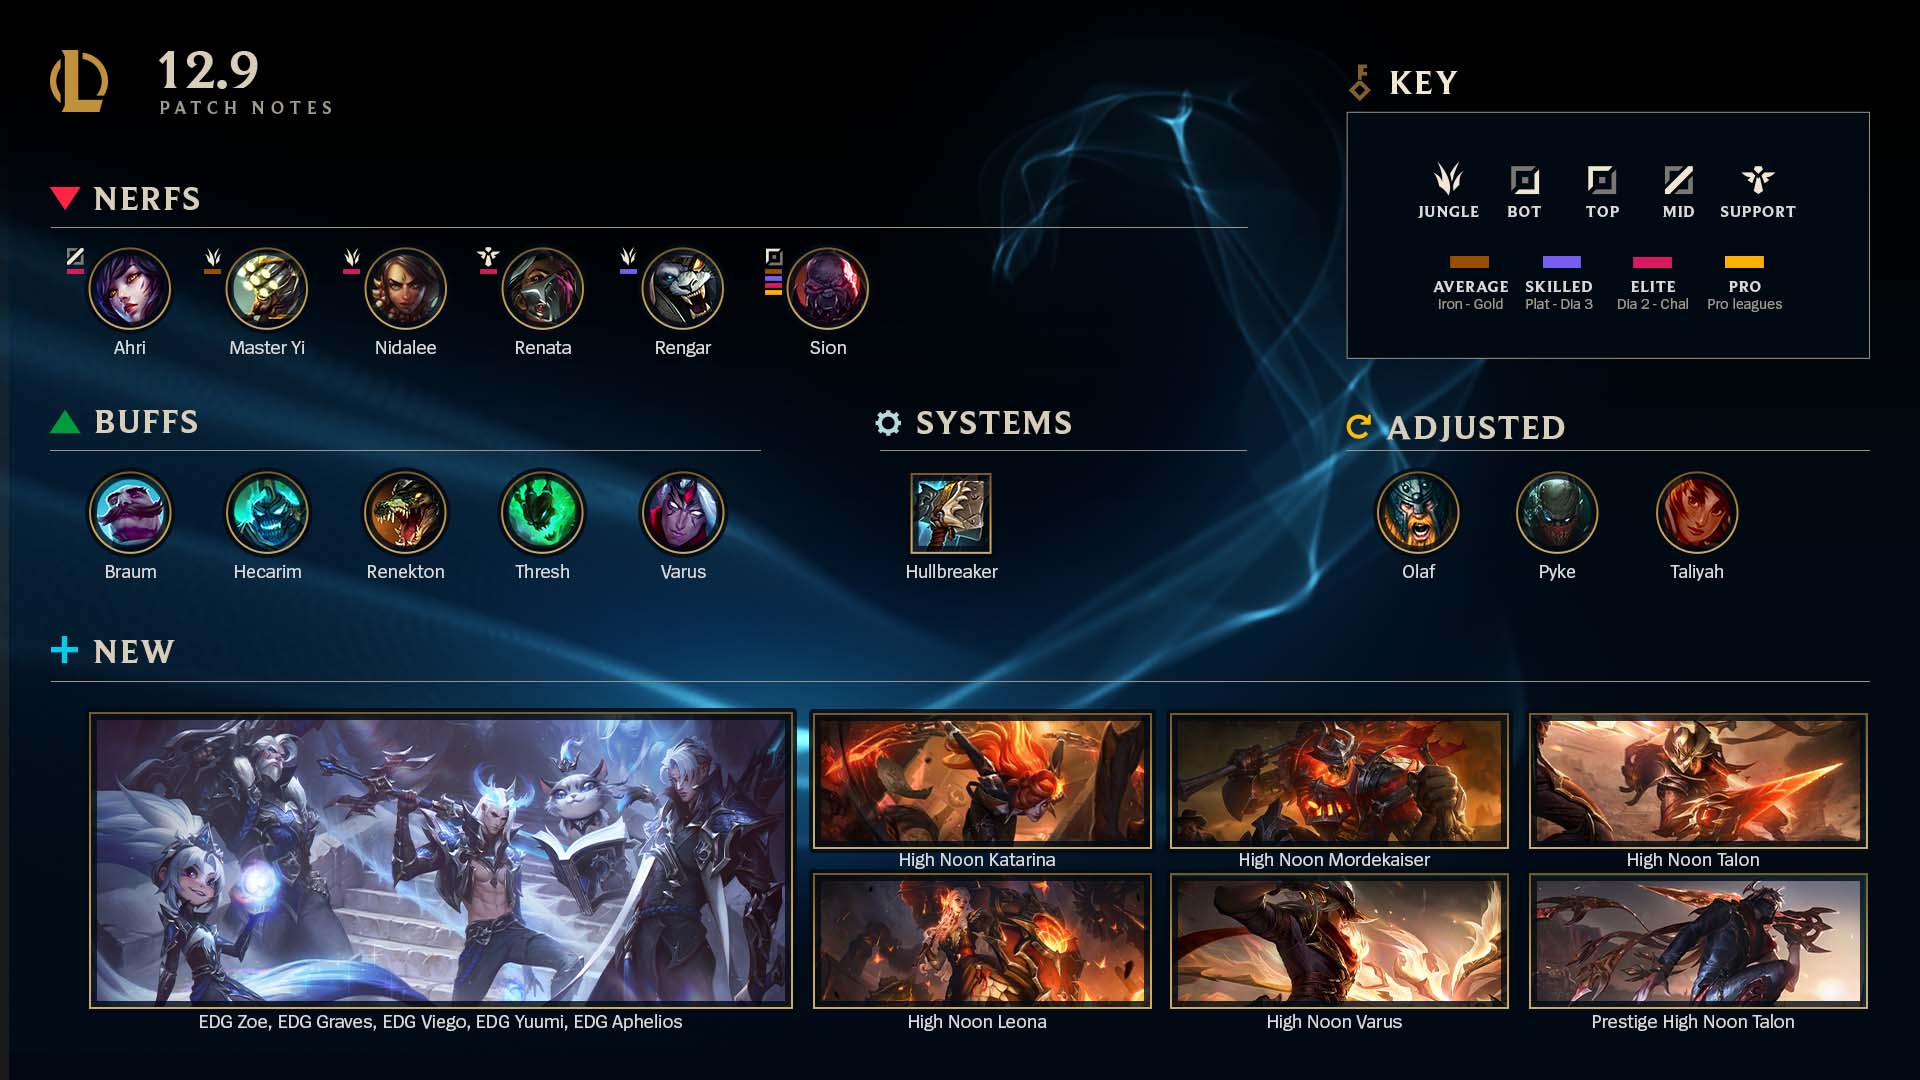 12.9
PATCH NOTES
KEY
JUNGLE BOT TOP MID SUPPORT
AVERAGE SKILLED ELITE PRO
Iron - Gold Plat - Dia 3 Dia 2 - Chal Pro leagues
NERFS
Ahri Master Yi Nidalee Renata Rengar Sion
BUFFS
Braum Hecarim Renekton Thresh Varus
SYSTEMS
Hullbreaker
ADJUSTED
Olaf Pyke Taliyah
NEW
EDG Zoe, EDG Graves, EDG Viego, EDG Yuumi, EDG Aphelios
High Noon Katarina
High Noon Mordekaiser
High Noon Talon
High Noon Leona
High Noon Varus
Prestige High Noon Talon